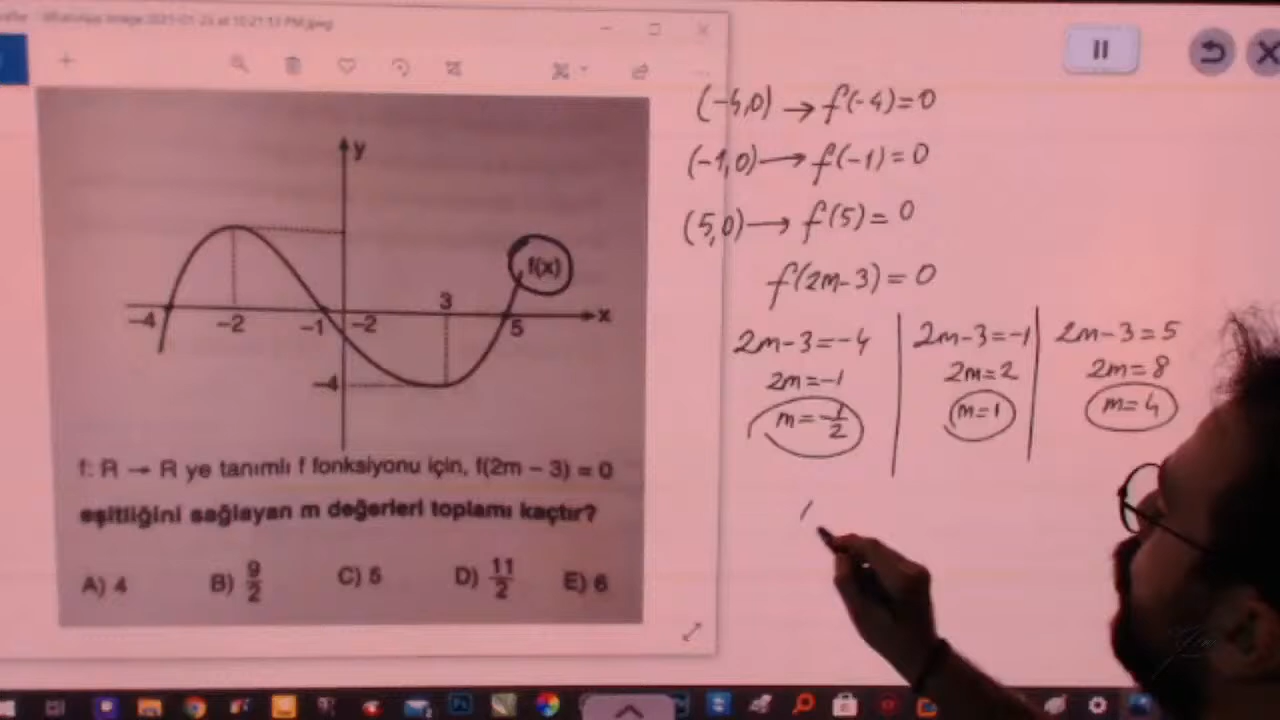 y
f(x)
3
-4 -2 -1 -2 5 x
-4
f: R → R ye tanımlı f fonksiyonu için, f(2m - 3) = 0
eşitliğini sağlayan m değerleri toplamı kaçtır?
A) 4 B) 9/2 C) 5 D) 11/2 E) 6
(-4,0) → f(-4) = 0
(-1,0) → f(-1) = 0
(5,0) → f(5) = 0
f(2m-3) = 0
2m-3=-4 2m-3=-1 2m-3=5
2m=-1 2m=2 2m=8
m=-1/2 m=1 m=4